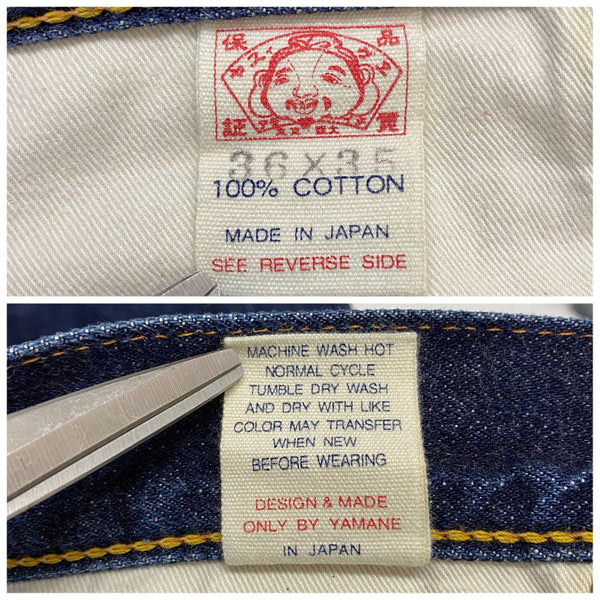 保 品
証 質
36 X 35
100% COTTON
MADE IN JAPAN
SEE REVERSE SIDE
MACHINE WASH HOT
NORMAL CYCLE
TUMBLE DRY WASH
AND DRY WITH LIKE
COLOR MAY TRANSFER
WHEN NEW
BEFORE WEARING
DESIGN & MADE
ONLY BY YAMANE
IN JAPAN